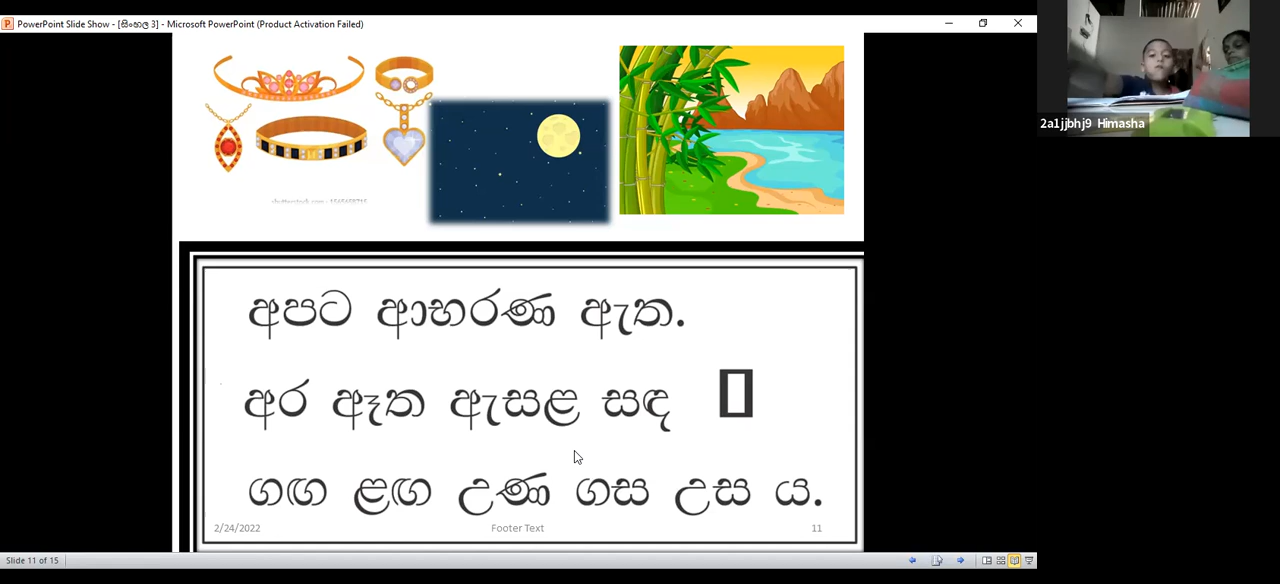 PowerPoint Slide Show - [සිංහල 3] - Microsoft PowerPoint (Product Activation Failed)
2a1jjbhj9 Himasha
අපට ආභරණ ඇත.
අර ඈත ඇසළ සඳ
ගඟ ළඟ උණ ගස උස ය.
2/24/2022 Footer Text 11
Slide 11 of 15